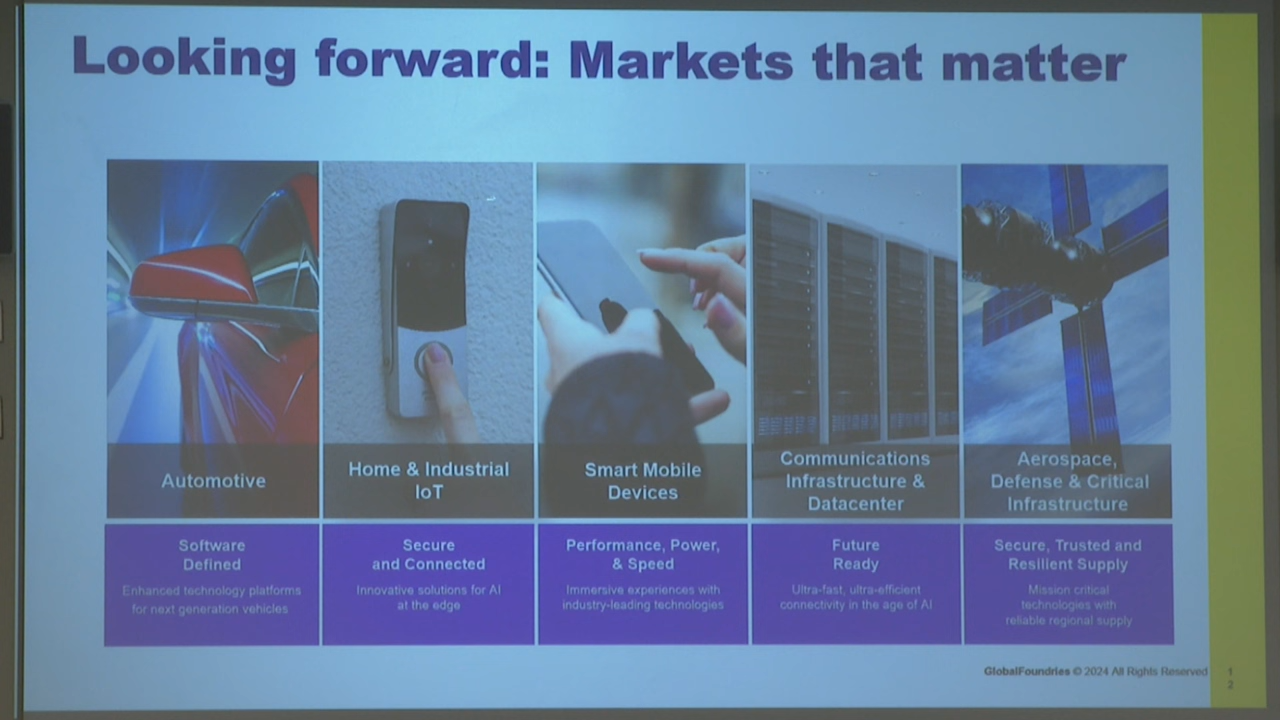 Looking forward: Markets that matter
Automotive
Home & Industrial
IoT
Smart Mobile
Devices
Communications
Infrastructure &
Datacenter
Aerospace,
Defense & Critical
Infrastructure
Software
Defined
Enhanced technology platforms
for next generation vehicles
Secure
and Connected
Innovative solutions for AI
at the edge
Performance, Power,
& Speed
Immersive experiences with
industry-leading technologies
Future
Ready
Ultra-fast, ultra-efficient
connectivity in the age of AI
Secure, Trusted and
Resilient Supply
Mission critical
technologies with
reliable regional supply
GlobalFoundries © 2024 All Rights Reserved
1
2